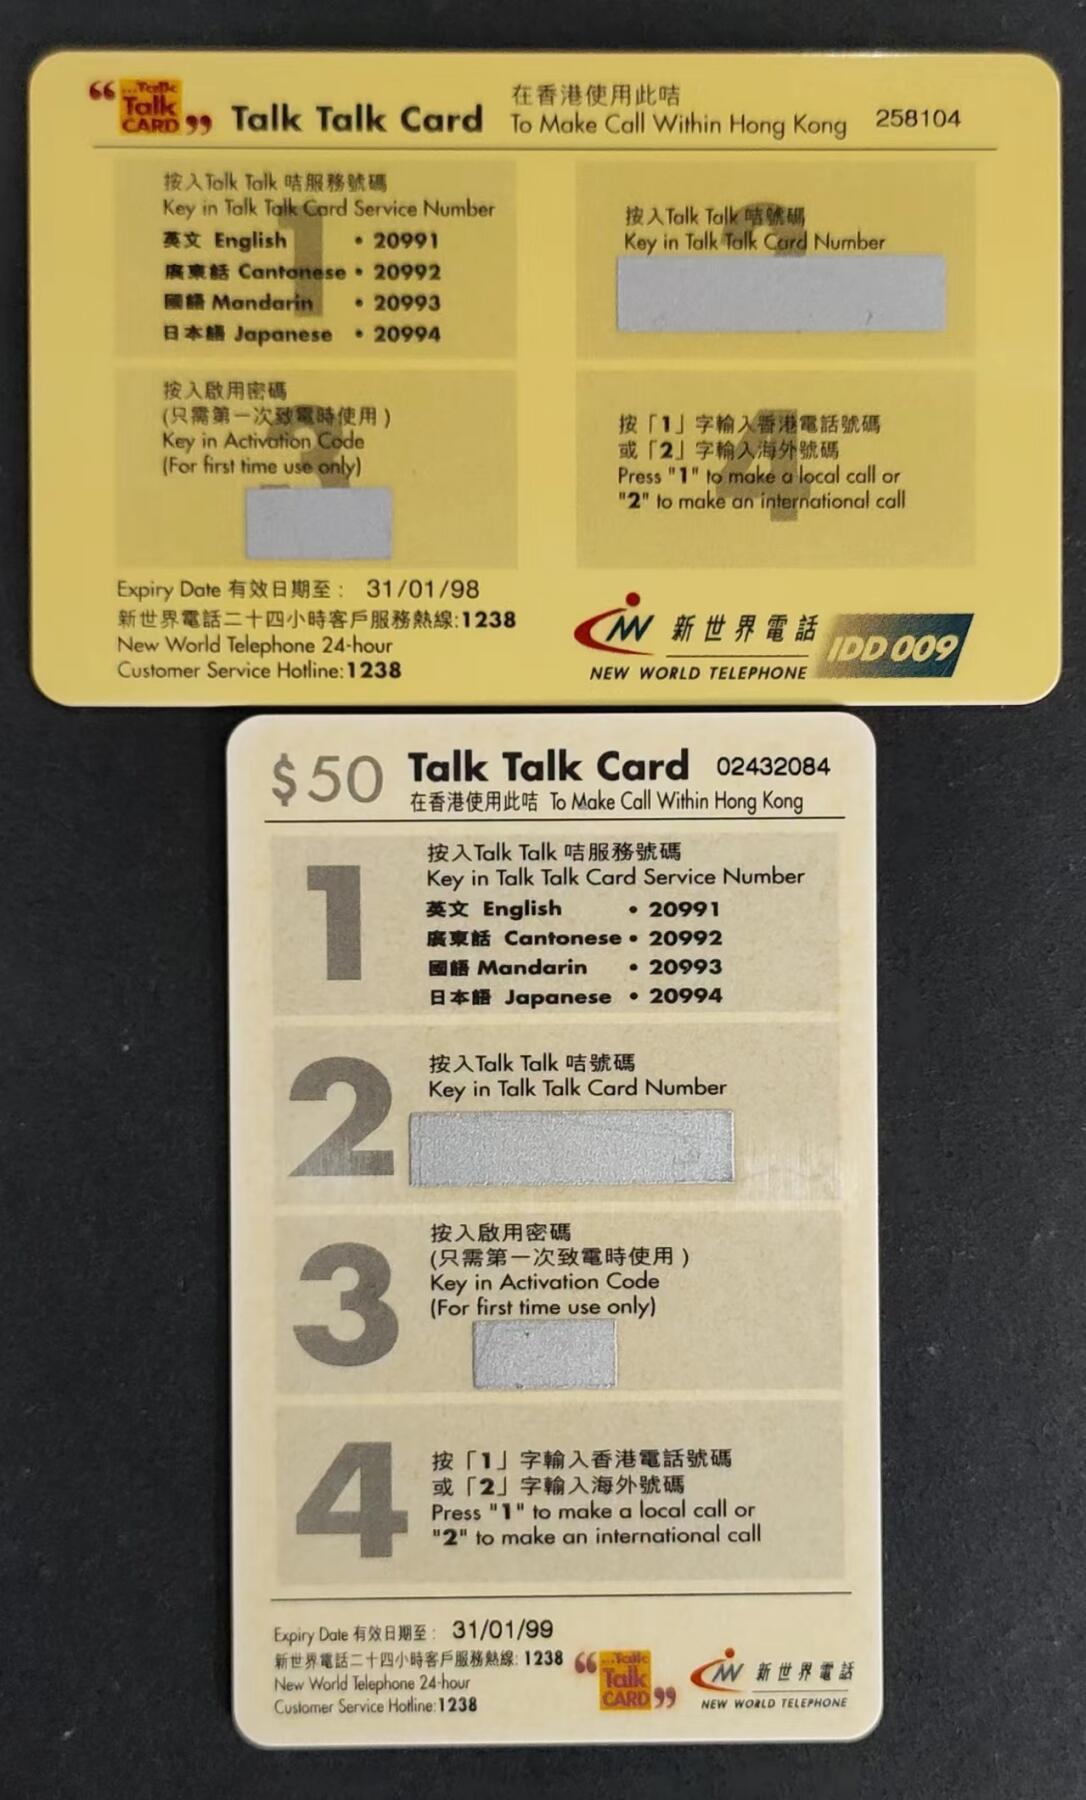 “ ...Talk Talk CARD ” Talk Talk Card
在香港使用此咭
To Make Call Within Hong Kong
258104
按入Talk Talk 咭服務號碼
Key in Talk Talk Card Service Number
英文 English • 20991
廣東話 Cantonese • 20992
國語 Mandarin • 20993
日本語 Japanese • 20994
1
按入Talk Talk 咭號碼
Key in Talk Talk Card Number
2
按入啟用密碼
(只需第一次致電時使用)
Key in Activation Code
(For first time use only)
3
按「1」字輸入香港電話號碼
或「2」字輸入海外號碼
Press "1" to make a local call or
"2" to make an international call
4
Expiry Date 有效日期至: 31/01/98
新世界電話二十四小時客戶服務熱線:1238
New World Telephone 24-hour
Customer Service Hotline:1238
新世界電話
NEW WORLD TELEPHONE
IDD 009
$50 Talk Talk Card 02432084
在香港使用此咭 To Make Call Within Hong Kong
1
按入Talk Talk 咭服務號碼
Key in Talk Talk Card Service Number
英文 English • 20991
廣東話 Cantonese • 20992
國語 Mandarin • 20993
日本語 Japanese • 20994
2
按入Talk Talk 咭號碼
Key in Talk Talk Card Number
3
按入啟用密碼
(只需第一次致電時使用)
Key in Activation Code
(For first time use only)
4
按「1」字輸入香港電話號碼
或「2」字輸入海外號碼
Press "1" to make a local call or
"2" to make an international call
Expiry Date 有效日期至: 31/01/99
新世界電話二十四小時客戶服務熱線: 1238
New World Telephone 24-hour
Customer Service Hotline:1238
“ ...Talk Talk CARD ”
新世界電話
NEW WORLD TELEPHONE